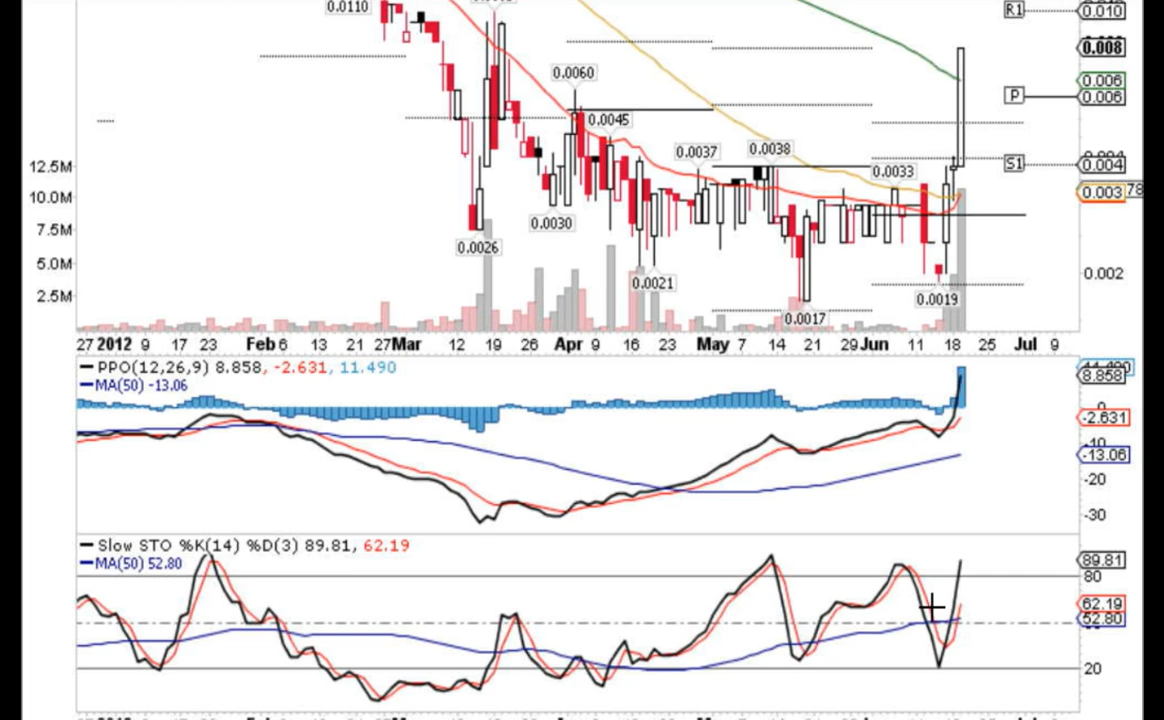 0.0110
R1
0.010
0.008
0.006
P
0.006
0.0060
0.0045
0.0037
0.0038
0.0033
S1
0.004
12.5M
10.0M
7.5M
5.0M
2.5M
0.003
78
0.0030
0.0026
0.0021
0.0017
0.0019
0.002
27 2012 9 17 23 Feb 6 13 21 27 Mar 12 19 26 Apr 9 16 23 May 7 14 21 29 Jun 11 18 25 Jul 9
PPO(12,26,9) 8.858, -2.631, 11.490
MA(50) -13.06
11.490
8.858
0
-2.631
-10
-13.06
-20
-30
Slow STO %K(14) %D(3) 89.81, 62.19
MA(50) 52.80
89.81
80
62.19
52.80
20